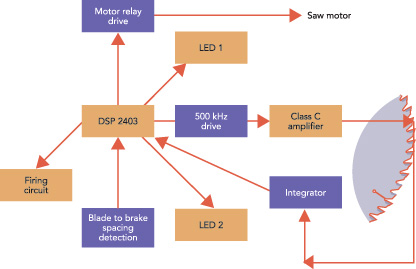 Motor relay
drive
Saw motor
LED 1
DSP 2403
500 kHz
drive
Class C
amplifier
Firing
circuit
Blade to brake
spacing
detection
LED 2
Integrator